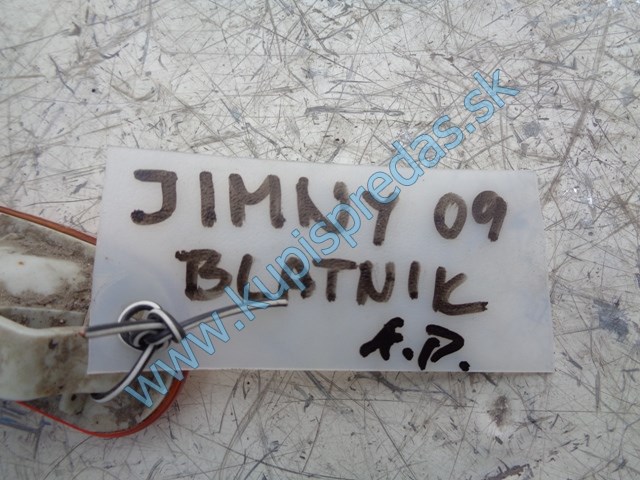 JIMNY 09
BLATNIK
A.P.
www.kupispredas.sk